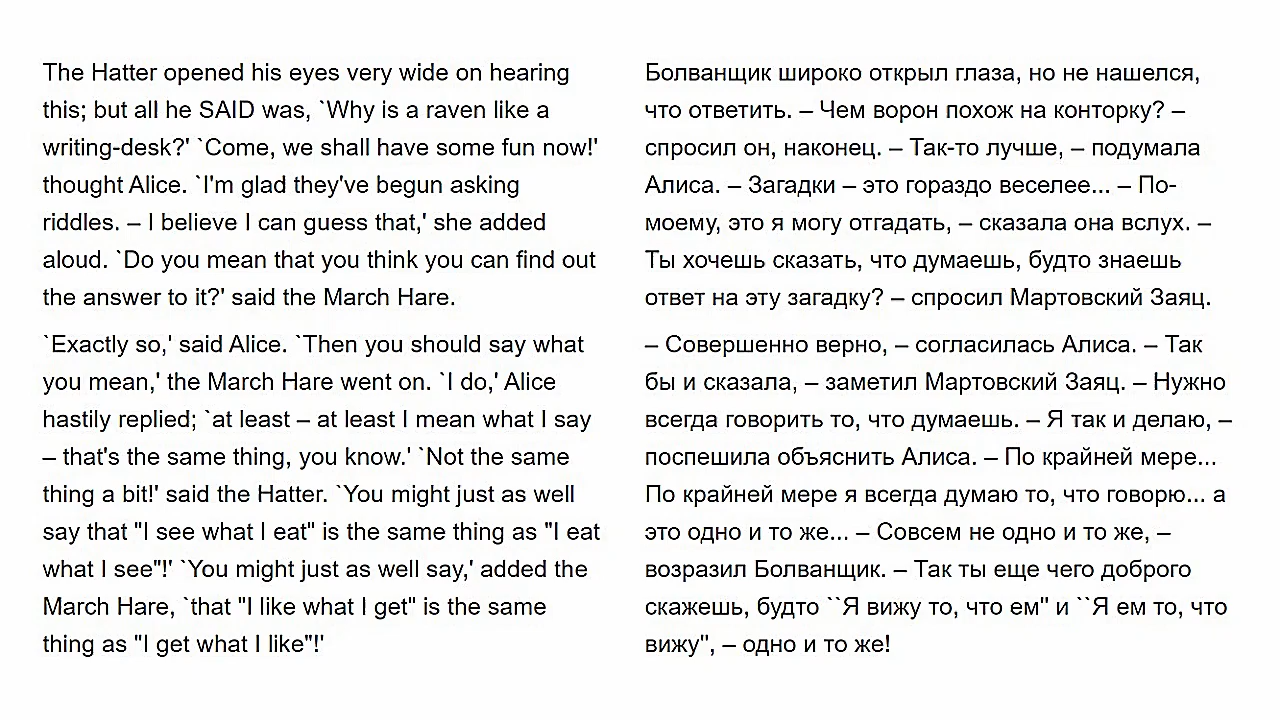 The Hatter opened his eyes very wide on hearing
this; but all he SAID was, `Why is a raven like a
writing-desk?' `Come, we shall have some fun now!'
thought Alice. `I'm glad they've begun asking
riddles. – I believe I can guess that,' she added
aloud. `Do you mean that you think you can find out
the answer to it?' said the March Hare.
`Exactly so,' said Alice. `Then you should say what
you mean,' the March Hare went on. `I do,' Alice
hastily replied; `at least – at least I mean what I say
– that's the same thing, you know.' `Not the same
thing a bit!' said the Hatter. `You might just as well
say that "I see what I eat" is the same thing as "I eat
what I see"!' `You might just as well say,' added the
March Hare, `that "I like what I get" is the same
thing as "I get what I like"!'
Болванщик широко открыл глаза, но не нашелся,
что ответить. – Чем ворон похож на конторку? –
спросил он, наконец. – Так-то лучше, – подумала
Алиса. – Загадки – это гораздо веселее... – По-
моему, это я могу отгадать, – сказала она вслух. –
Ты хочешь сказать, что думаешь, будто знаешь
ответ на эту загадку? – спросил Мартовский Заяц.
– Совершенно верно, – согласилась Алиса. – Так
бы и сказала, – заметил Мартовский Заяц. – Нужно
всегда говорить то, что думаешь. – Я так и делаю, –
поспешила объяснить Алиса. – По крайней мере...
По крайней мере я всегда думаю то, что говорю... а
это одно и то же... – Совсем не одно и то же, –
возразил Болванщик. – Так ты еще чего доброго
скажешь, будто ``Я вижу то, что ем'' и ``Я ем то, что
вижу'', – одно и то же!